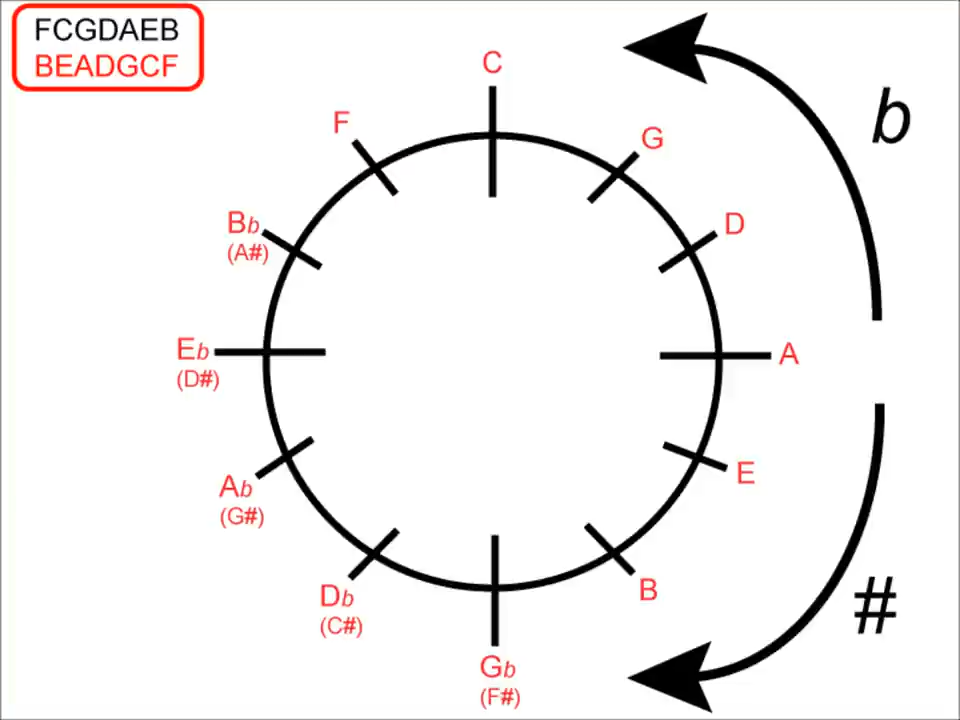 FCGDAEB
BEADGCF
C
F
G
b
Bb
(A#)
D
Eb
(D#)
A
Ab
(G#)
E
Db
(C#)
B
#
Gb
(F#)